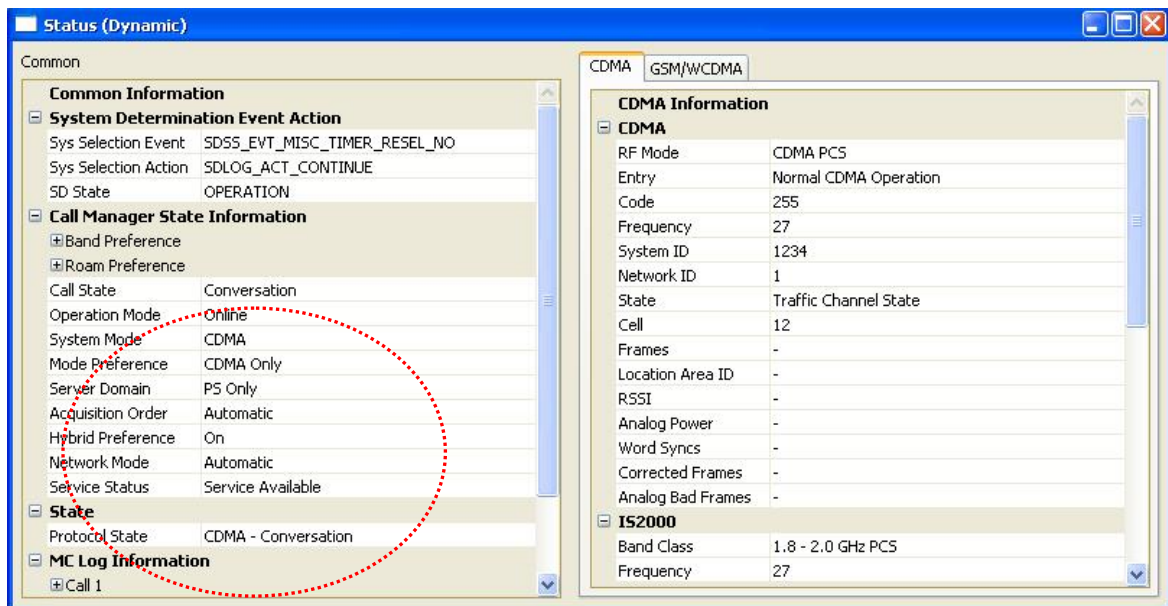 Status (Dynamic)
Common
Common Information
System Determination Event Action
Sys Selection Event SDSS_EVT_MISC_TIMER_RESEL_NO
Sys Selection Action SDLOG_ACT_CONTINUE
SD State OPERATION
Call Manager State Information
Band Preference
Roam Preference
Call State Conversation
Operation Mode Online
System Mode CDMA
Mode Preference CDMA Only
Server Domain PS Only
Acquisition Order Automatic
Hybrid Preference On
Network Mode Automatic
Service Status Service Available
State
Protocol State CDMA - Conversation
MC Log Information
Call 1
CDMA GSM/WCDMA
CDMA Information
CDMA
RF Mode CDMA PCS
Entry Normal CDMA Operation
Code 255
Frequency 27
System ID 1234
Network ID 1
State Traffic Channel State
Cell 12
Frames -
Location Area ID -
RSSI -
Analog Power -
Word Syncs -
Corrected Frames -
Analog Bad Frames -
IS2000
Band Class 1.8 - 2.0 GHz PCS
Frequency 27